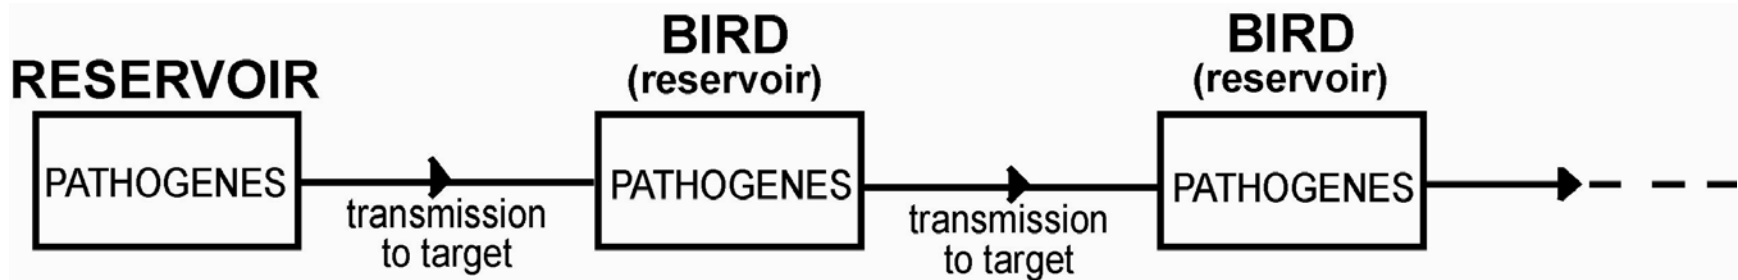 RESERVOIR
PATHOGENES
transmission
to target
BIRD
(reservoir)
PATHOGENES
transmission
to target
BIRD
(reservoir)
PATHOGENES